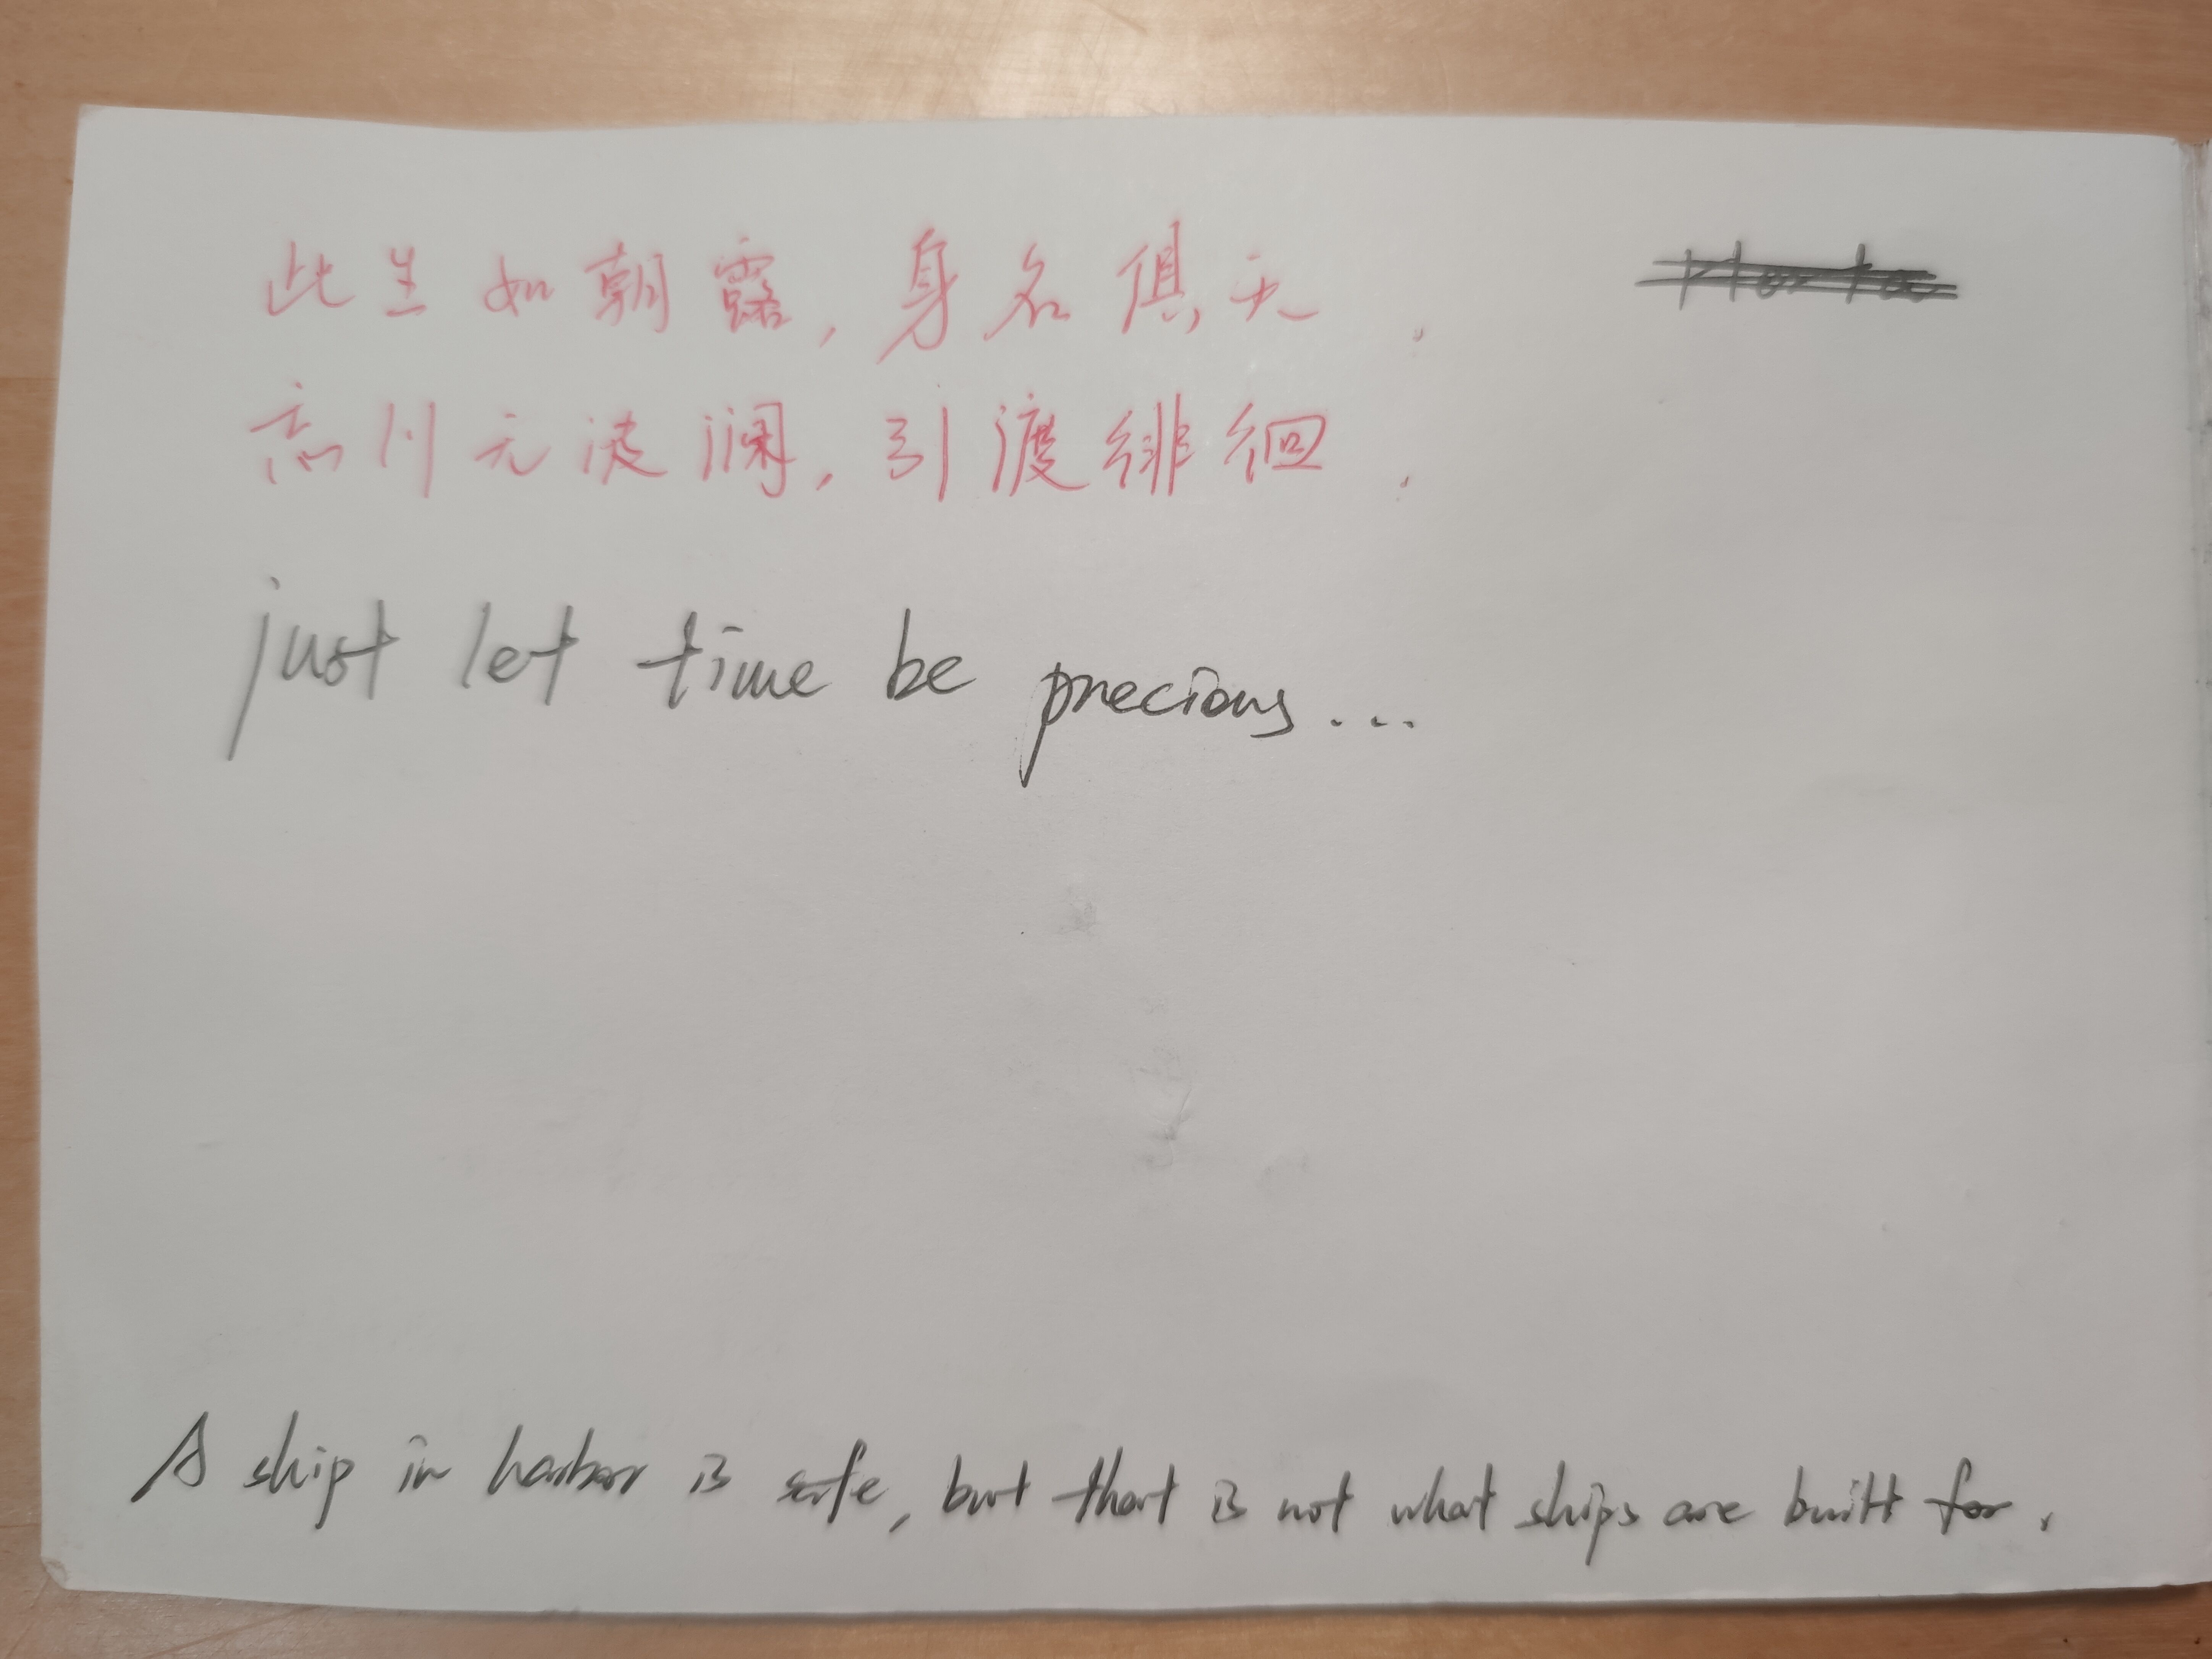 此生如朝露,身名俱无.
忘川无波澜,引渡徘徊.
just let time be precious...
A ship in harbor is safe, but that is not what ships are built for.